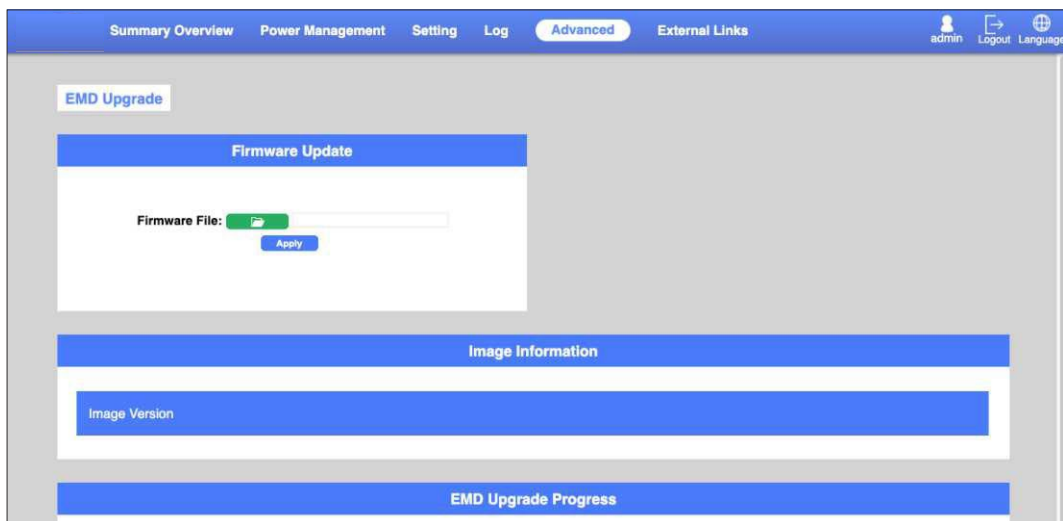 Summary Overview Power Management Setting Log Advanced External Links admin Logout Language
EMD Upgrade
Firmware Update
Firmware File:
Apply
Image Information
Image Version
EMD Upgrade Progress